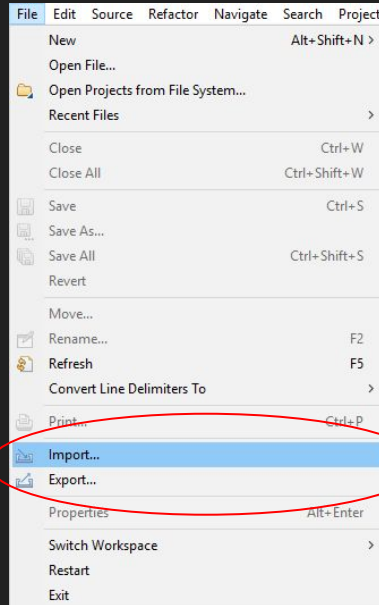 File Edit Source Refactor Navigate Search Project
New Alt+Shift+N >
Open File...
Open Projects from File System...
Recent Files >
Close Ctrl+W
Close All Ctrl+Shift+W
Save Ctrl+S
Save As...
Save All Ctrl+Shift+S
Revert
Move...
Rename... F2
Refresh F5
Convert Line Delimiters To >
Print... Ctrl+P
Import...
Export...
Properties Alt+Enter
Switch Workspace >
Restart
Exit